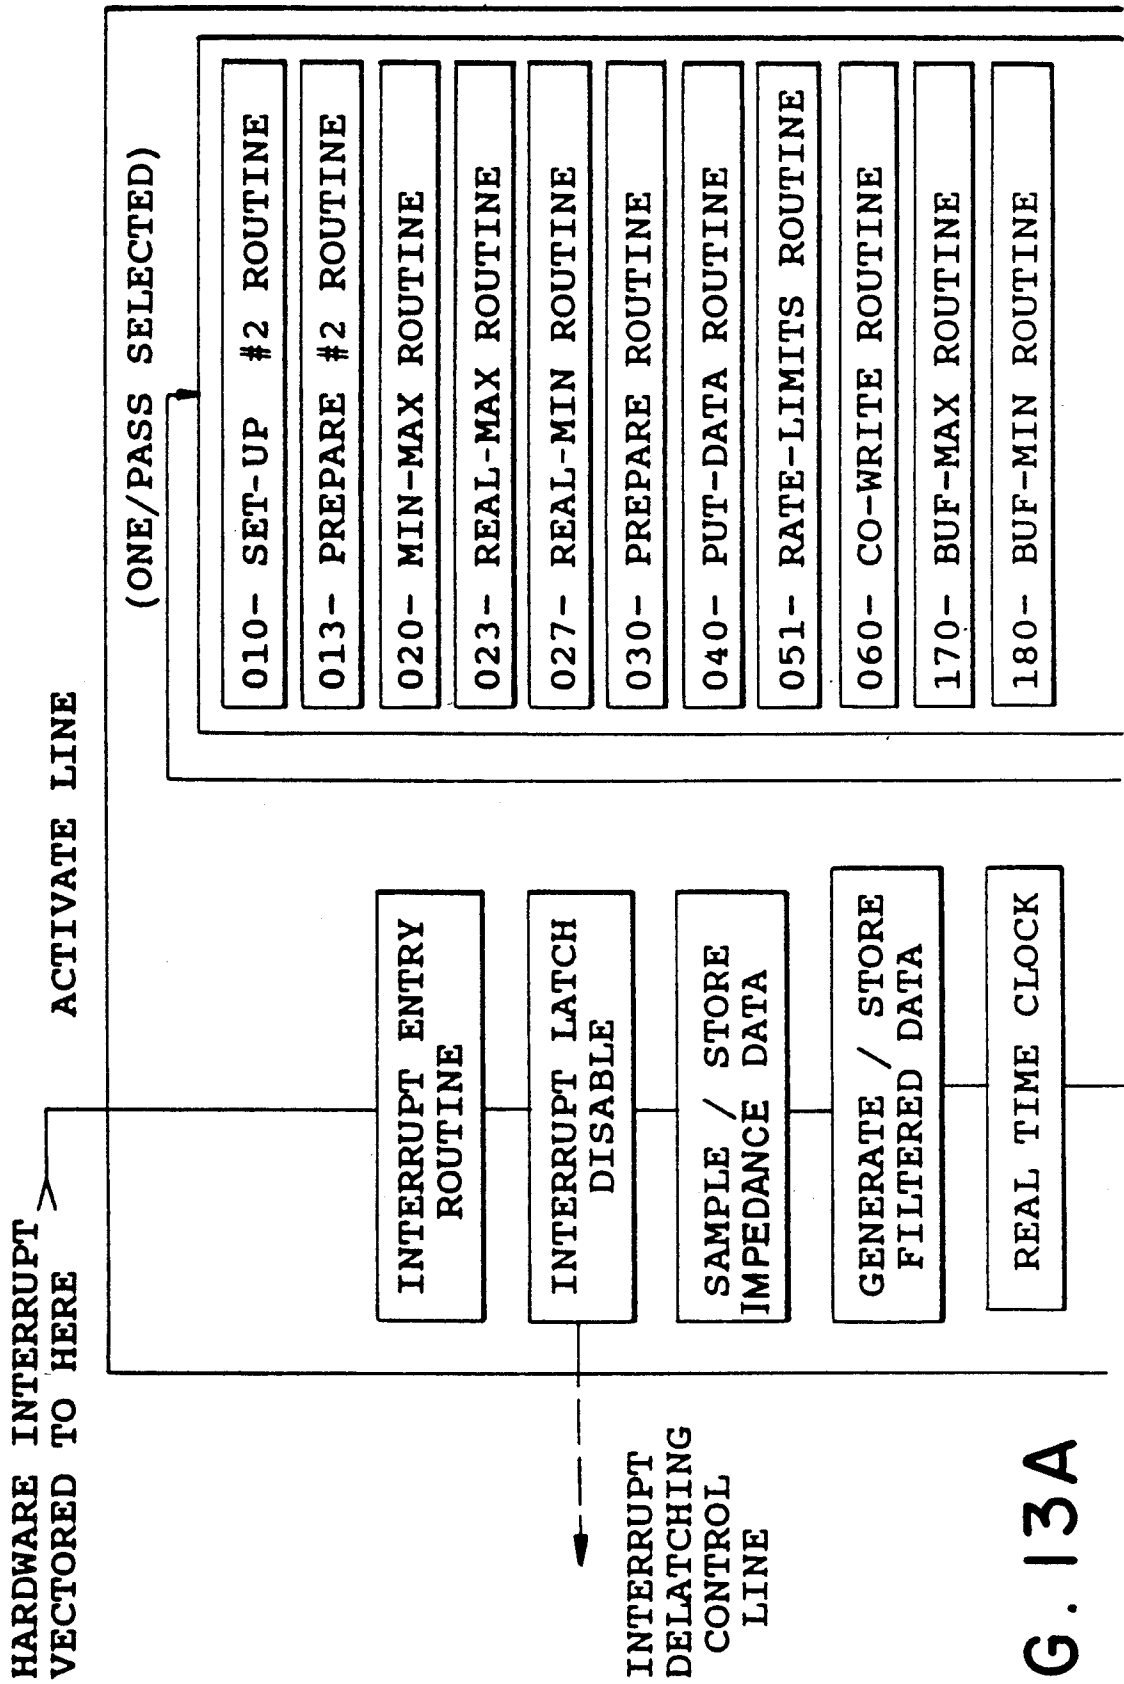 HARDWARE INTERRUPT
VECTORED TO HERE
ACTIVATE LINE
(ONE/PASS SELECTED)
INTERRUPT ENTRY
ROUTINE
INTERRUPT LATCH
DISABLE
SAMPLE / STORE
IMPEDANCE DATA
GENERATE / STORE
FILTERED DATA
REAL TIME CLOCK
010- SET-UP #2 ROUTINE
013- PREPARE #2 ROUTINE
020- MIN-MAX ROUTINE
023- REAL-MAX ROUTINE
027- REAL-MIN ROUTINE
030- PREPARE ROUTINE
040- PUT-DATA ROUTINE
051- RATE-LIMITS ROUTINE
060- CO-WRITE ROUTINE
170- BUF-MAX ROUTINE
180- BUF-MIN ROUTINE
INTERRUPT
DELATCHING
CONTROL
LINE
G. 13A